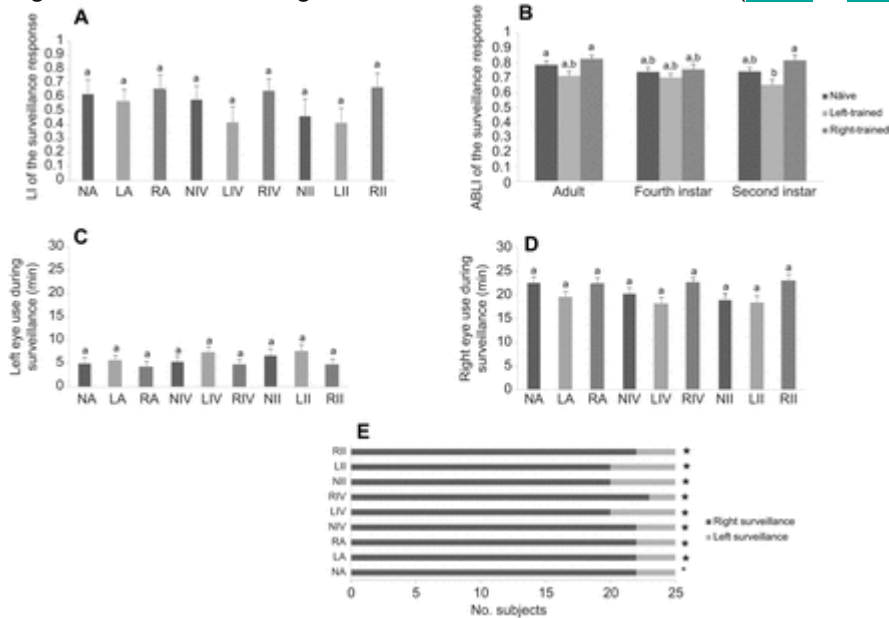 A
LI of the surveillance response
1
0.9
0.8
0.7
0.6
0.5
0.4
0.3
0.2
0.1
0
a a a a a a a a a
NA LA RA NIV LIV RIV NII LII RII
B
ABLI of the surveillance response
1
0.9
0.8
0.7
0.6
0.5
0.4
0.3
0.2
0.1
0
a a,b a a,b a,b a,b a,b b a
Adult Fourth instar Second instar
Näive
Left-trained
Right-trained
C
Left eye use during
surveillance (min)
30
25
20
15
10
5
0
a a a a a a a a a
NA LA RA NIV LIV RIV NII LII RII
D
Right eye use during
surveillance (min)
30
25
20
15
10
5
0
a a a a a a a a a
NA LA RA NIV LIV RIV NII LII RII
E
RII
LII
NII
RIV
LIV
NIV
RA
LA
NA
0 5 10 15 20 25
No. subjects
Right surveillance
Left surveillance